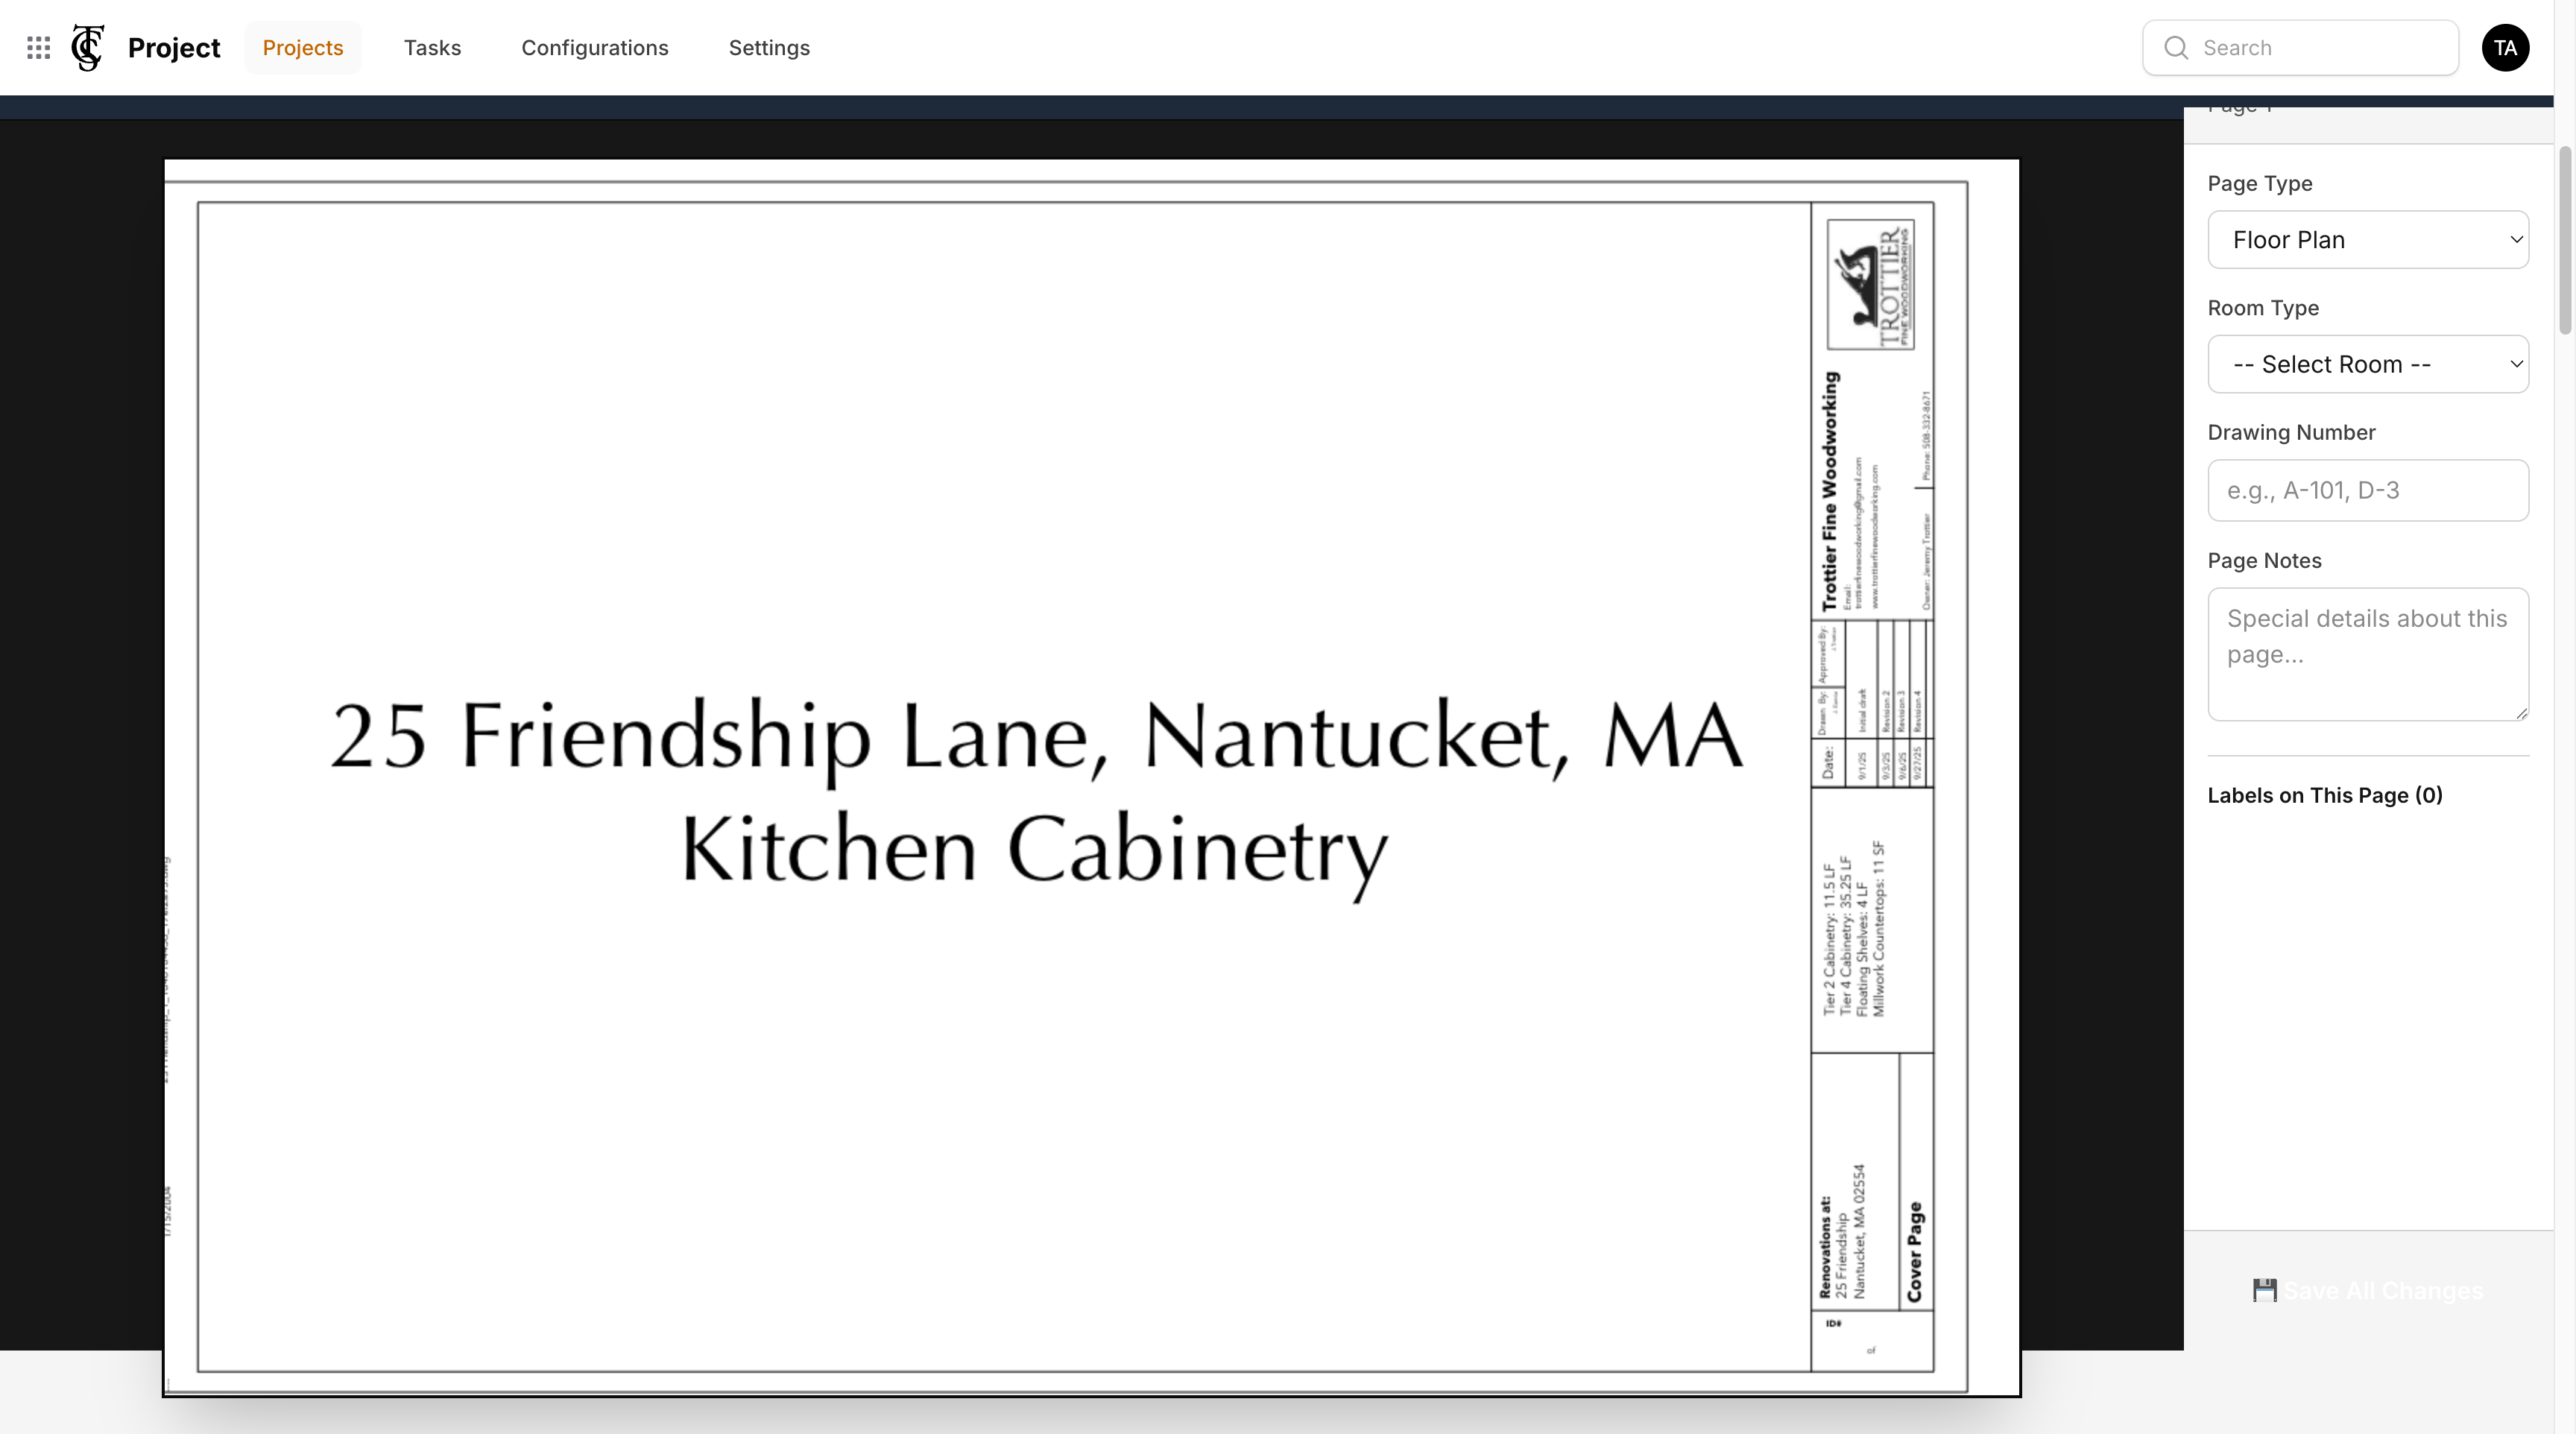 Project
Projects
Tasks
Configurations
Settings
Search
TA
Page Type
Floor Plan
Room Type
-- Select Room --
Drawing Number
e.g., A-101, D-3
Page Notes
Special details about this
page...
Labels on This Page (0)
💾 Save All Changes
25 Friendship Lane, Nantucket, MA
Kitchen Cabinetry
TROTTIER
FINE WOODWORKING
Trottier Fine Woodworking
Email:
trottierfinewoodworking@gmail.com
www.trottierfinewoodworking.com
Owner: Jeremy Trottier
Phone: 508-332-8671
Date:
Drawn By:
Approved By:
9/1/25 Initial draft
9/3/25 Revision 2
9/6/25 Revision 3
9/27/25 Revision 4
Tier 2 Cabinetry: 11.5 LF
Tier 4 Cabinetry: 35.25 LF
Floating Shelves: 4 LF
Millwork Countertops: 11 SF
Renovations at:
25 Friendship
Nantucket, MA 02554
Cover Page
ID#